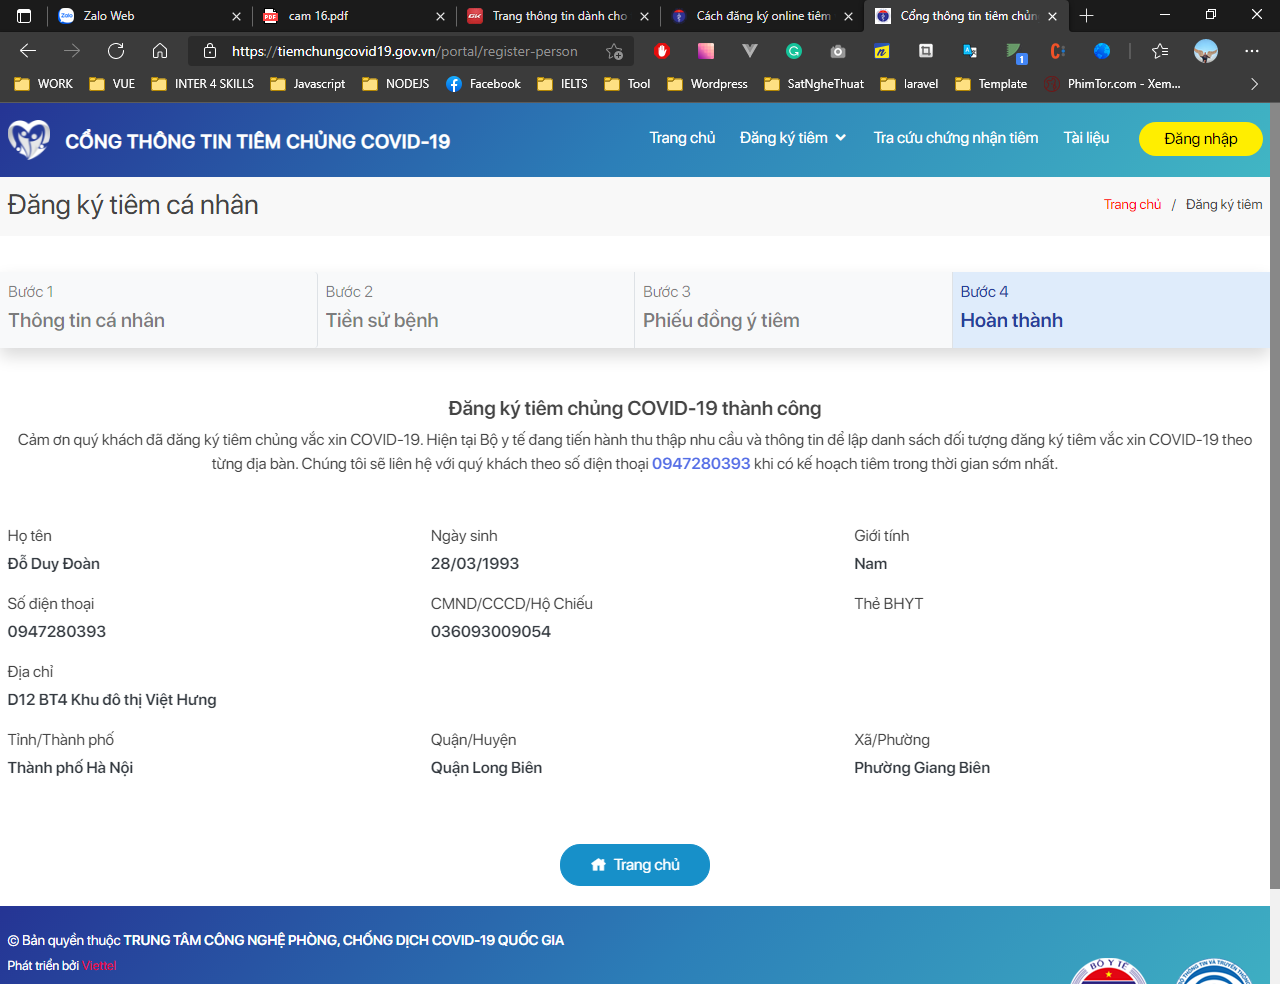 Zalo Web
cam 16.pdf
Trang thông tin dành cho
Cách đăng ký online tiêm
Cổng thông tin tiêm chủn
https://tiemchungcovid19.gov.vn/portal/register-person
1
WORK
VUE
INTER 4 SKILLS
Javascript
NODEJS
Facebook
IELTS
Tool
Wordpress
SatNgheThuat
laravel
Template
PhimTor.com - Xem...
CỔNG THÔNG TIN TIÊM CHỦNG COVID-19
Trang chủ
Đăng ký tiêm
Tra cứu chứng nhận tiêm
Tài liệu
Đăng nhập
Đăng ký tiêm cá nhân
Trang chủ / Đăng ký tiêm
Bước 1
Thông tin cá nhân
Bước 2
Tiền sử bệnh
Bước 3
Phiếu đồng ý tiêm
Bước 4
Hoàn thành
Đăng ký tiêm chủng COVID-19 thành công
Cảm ơn quý khách đã đăng ký tiêm chủng vắc xin COVID-19. Hiện tại Bộ y tế đang tiến hành thu thập nhu cầu và thông tin để lập danh sách đối tượng đăng ký tiêm vắc xin COVID-19 theo
từng địa bàn. Chúng tôi sẽ liên hệ với quý khách theo số điện thoại 0947280393 khi có kế hoạch tiêm trong thời gian sớm nhất.
Họ tên
Đỗ Duy Đoàn
Ngày sinh
28/03/1993
Giới tính
Nam
Số điện thoại
0947280393
CMND/CCCD/Hộ Chiếu
036093009054
Thẻ BHYT
Địa chỉ
D12 BT4 Khu đô thị Việt Hưng
Tỉnh/Thành phố
Thành phố Hà Nội
Quận/Huyện
Quận Long Biên
Xã/Phường
Phường Giang Biên
Trang chủ
© Bản quyền thuộc TRUNG TÂM CÔNG NGHỆ PHÒNG, CHỐNG DỊCH COVID-19 QUỐC GIA
Phát triển bởi Viettel
BỘ Y TẾ